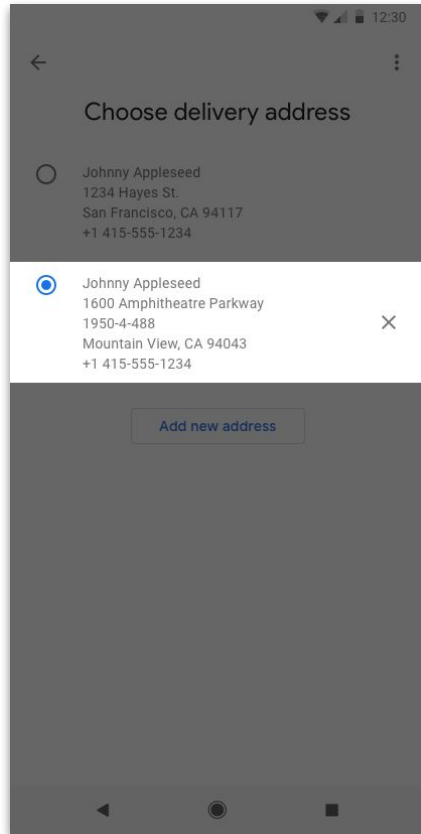 12:30
Choose delivery address
Johnny Appleseed
1234 Hayes St.
San Francisco, CA 94117
+1 415-555-1234
Johnny Appleseed
1600 Amphitheatre Parkway
1950-4-488
Mountain View, CA 94043
+1 415-555-1234
Add new address